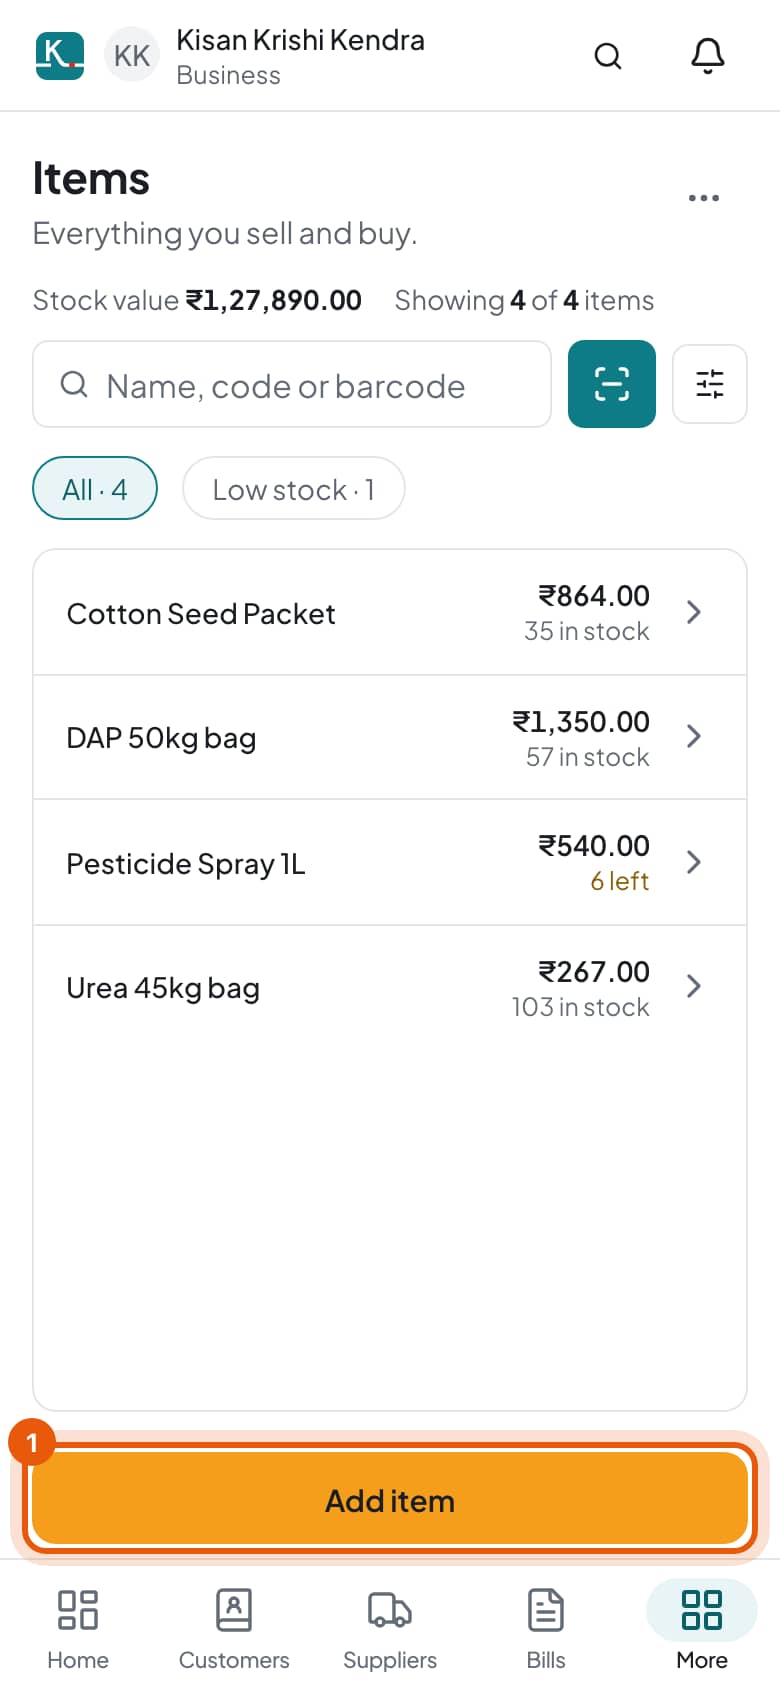 K.
KK
Kisan Krishi Kendra
Business
Items
Everything you sell and buy.
Stock value ₹1,27,890.00 Showing 4 of 4 items
Name, code or barcode
All · 4
Low stock · 1
Cotton Seed Packet
₹864.00
35 in stock
DAP 50kg bag
₹1,350.00
57 in stock
Pesticide Spray 1L
₹540.00
6 left
Urea 45kg bag
₹267.00
103 in stock
1
Add item
Home
Customers
Suppliers
Bills
More